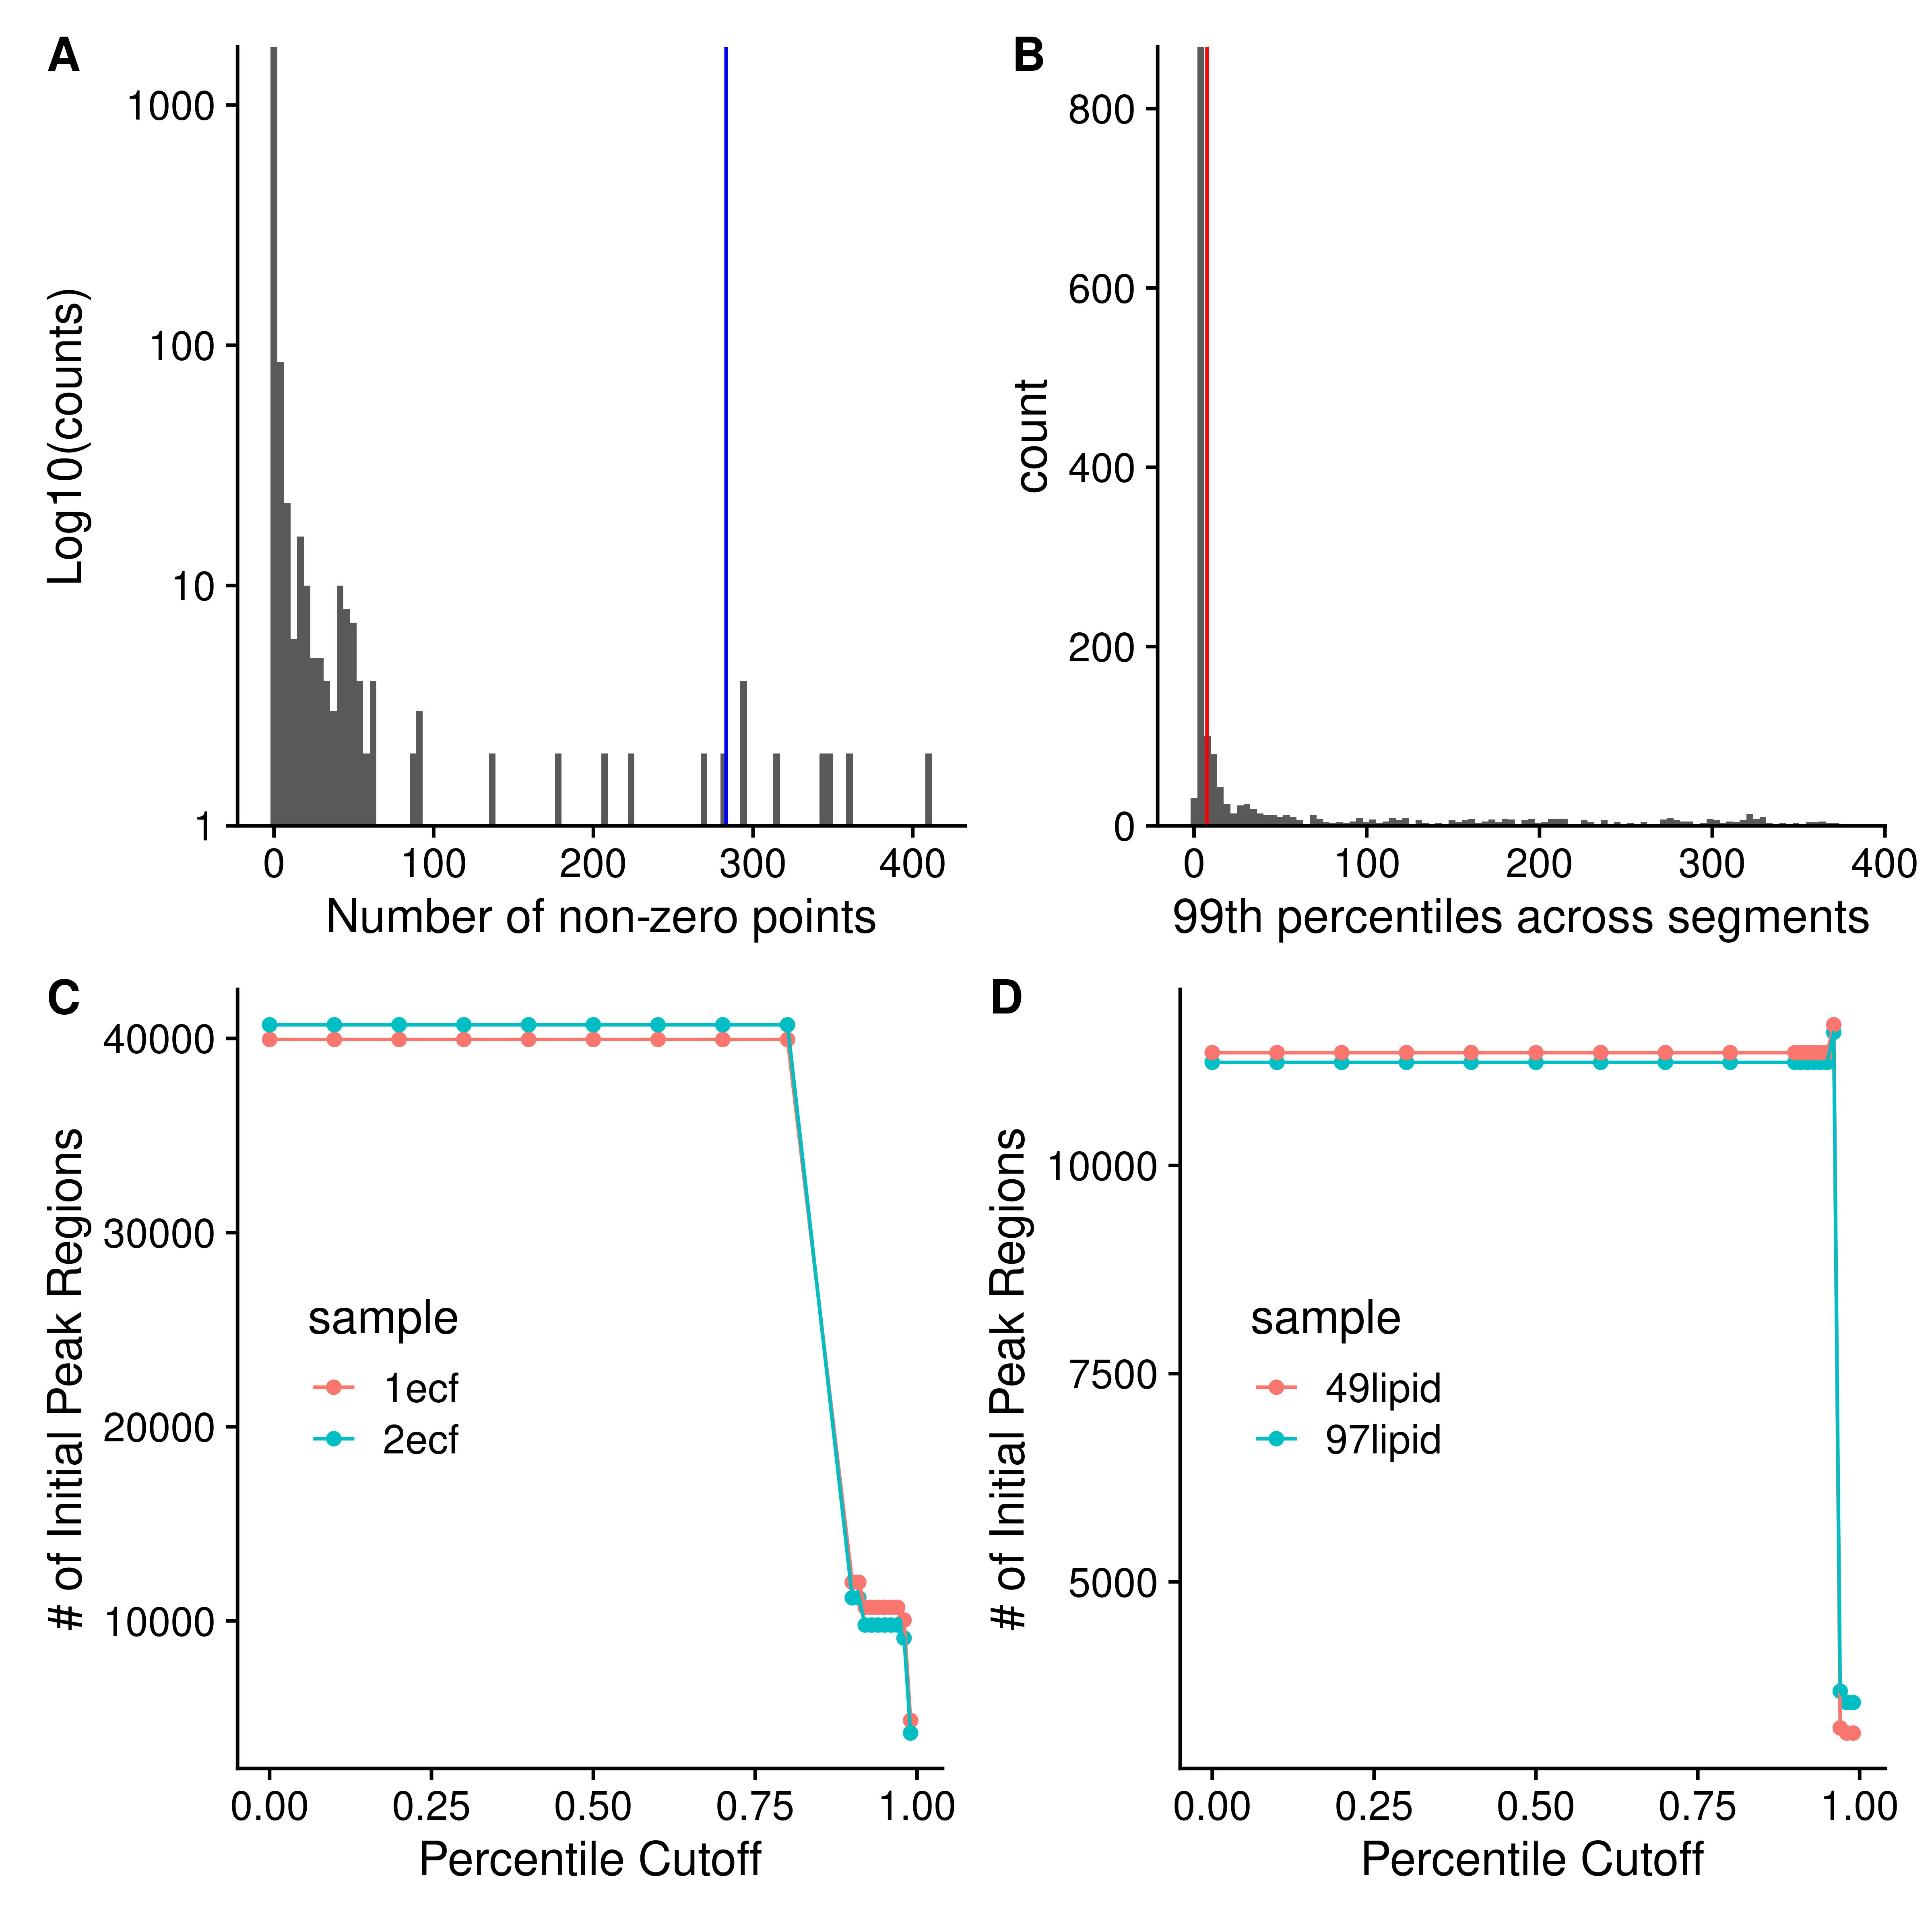 A
1000
100
10
1
Log10(counts)
0 100 200 300 400
Number of non-zero points
B
800
600
400
200
0
count
0 100 200 300 400
99th percentiles across segments
C
40000
30000
20000
10000
# of Initial Peak Regions
sample
1ecf
2ecf
0.00 0.25 0.50 0.75 1.00
Percentile Cutoff
D
10000
7500
5000
# of Initial Peak Regions
sample
49lipid
97lipid
0.00 0.25 0.50 0.75 1.00
Percentile Cutoff